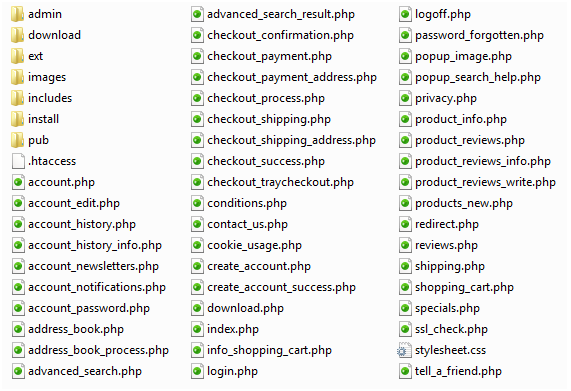 admin
download
ext
images
includes
install
pub
.htaccess
account.php
account_edit.php
account_history.php
account_history_info.php
account_newsletters.php
account_notifications.php
account_password.php
address_book.php
address_book_process.php
advanced_search.php
advanced_search_result.php
checkout_confirmation.php
checkout_payment.php
checkout_payment_address.php
checkout_process.php
checkout_shipping.php
checkout_shipping_address.php
checkout_success.php
checkout_traycheckout.php
conditions.php
contact_us.php
cookie_usage.php
create_account.php
create_account_success.php
download.php
index.php
info_shopping_cart.php
login.php
logoff.php
password_forgotten.php
popup_image.php
popup_search_help.php
privacy.php
product_info.php
product_reviews.php
product_reviews_info.php
product_reviews_write.php
products_new.php
redirect.php
reviews.php
shipping.php
shopping_cart.php
specials.php
ssl_check.php
stylesheet.css
tell_a_friend.php